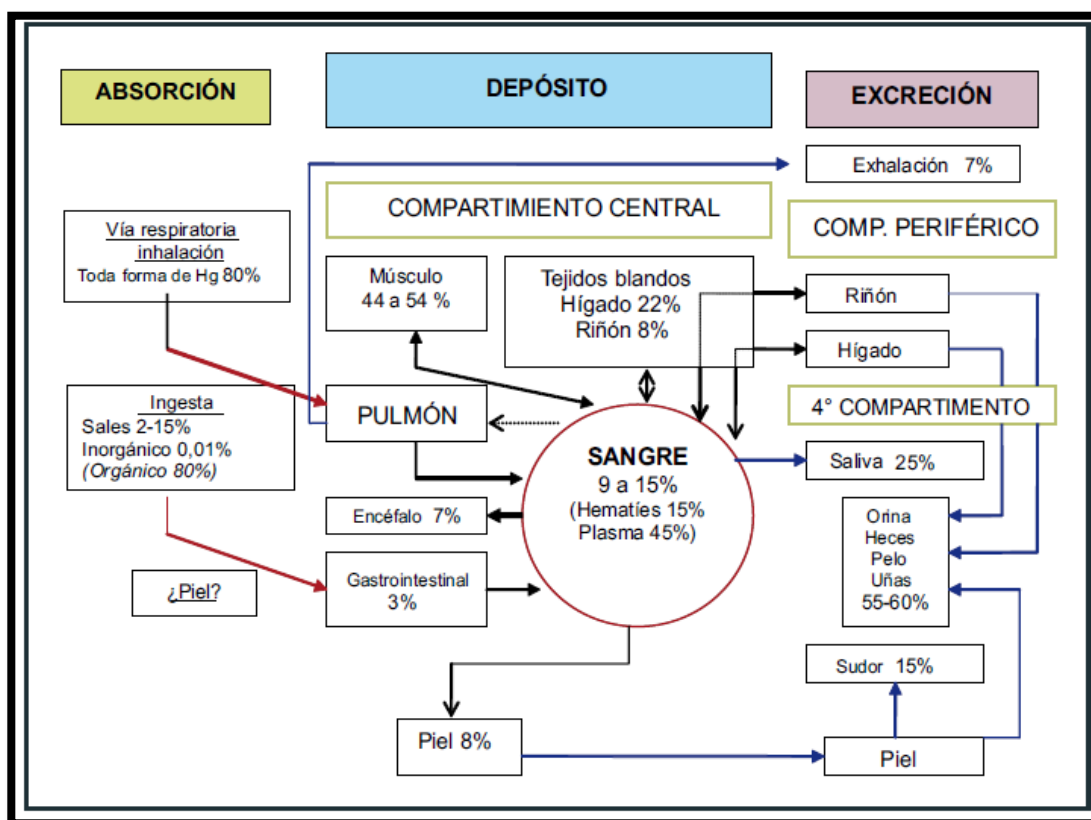 ABSORCIÓN
DEPÓSITO
EXCRECIÓN
Exhalación 7%
COMPARTIMIENTO CENTRAL
COMP. PERIFÉRICO
Vía respiratoria
inhalación
Toda forma de Hg 80%
Músculo
44 a 54 %
Tejidos blandos
Hígado 22%
Riñón 8%
Riñón
Hígado
Ingesta
Sales 2-15%
Inorgánico 0,01%
(Orgánico 80%)
PULMÓN
4° COMPARTIMENTO
SANGRE
9 a 15%
(Hematíes 15%
Plasma 45%)
Saliva 25%
Encéfalo 7%
Orina
Heces
Pelo
Uñas
55-60%
¿Piel?
Gastrointestinal
3%
Sudor 15%
Piel 8%
Piel